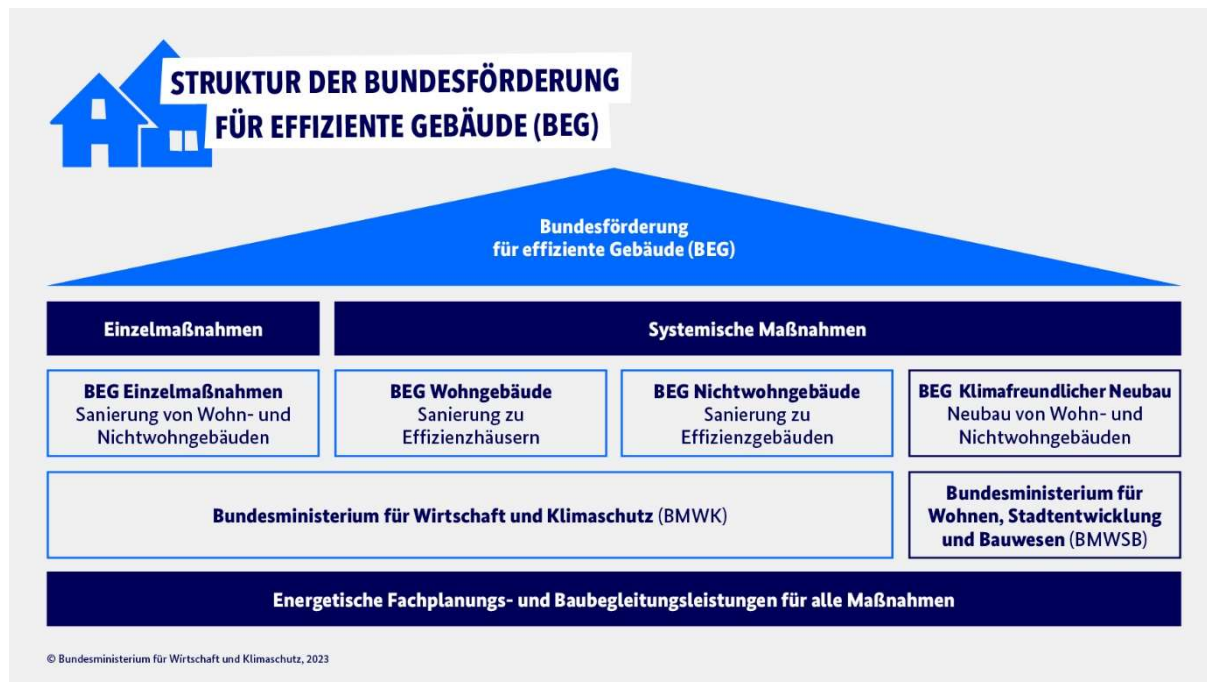 STRUKTUR DER BUNDESFÖRDERUNG
FÜR EFFIZIENTE GEBÄUDE (BEG)
Bundesförderung
für effiziente Gebäude (BEG)
Einzelmaßnahmen
Systemische Maßnahmen
BEG Einzelmaßnahmen
Sanierung von Wohn- und
Nichtwohngebäuden
BEG Wohngebäude
Sanierung zu
Effizienzhäusern
BEG Nichtwohngebäude
Sanierung zu
Effizienzgebäuden
BEG Klimafreundlicher Neubau
Neubau von Wohn- und
Nichtwohngebäuden
Bundesministerium für Wirtschaft und Klimaschutz (BMWK)
Bundesministerium für
Wohnen, Stadtentwicklung
und Bauwesen (BMWSB)
Energetische Fachplanungs- und Baubegleitungsleistungen für alle Maßnahmen
© Bundesministerium für Wirtschaft und Klimaschutz, 2023